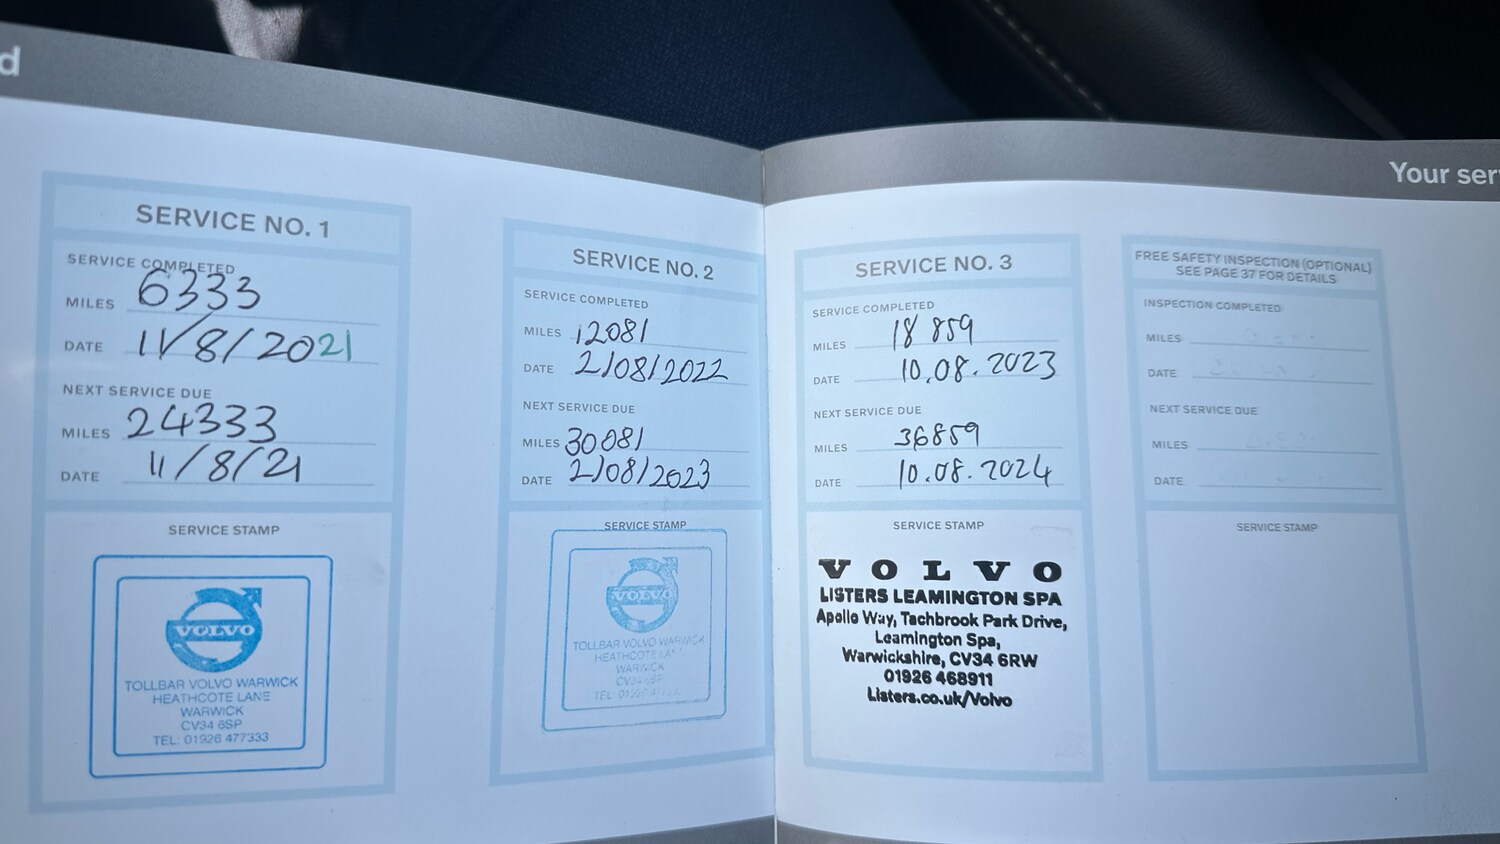 d
SERVICE NO. 1
SERVICE COMPLETED
MILES 6333
DATE 11/8/2021
NEXT SERVICE DUE
MILES 24333
DATE 11/8/21
SERVICE STAMP
VOLVO
TOLLBAR VOLVO WARWICK
HEATHCOTE LANE
WARWICK
CV34 6SP
TEL: 01926 477333
SERVICE NO. 2
SERVICE COMPLETED
MILES 12081
DATE 2/08/2022
NEXT SERVICE DUE
MILES 30081
DATE 2/08/2023
SERVICE STAMP
VOLVO
TOLLBAR VOLVO WARWICK
HEATHCOTE
WARWICK
Your ser
SERVICE NO. 3
SERVICE COMPLETED
MILES 18 859
DATE 10.08.2023
NEXT SERVICE DUE
MILES 36859
DATE 10.08.2024
SERVICE STAMP
VOLVO
LISTERS LEAMINGTON SPA
Apollo Way, Tachbrook Park Drive,
Leamington Spa,
Warwickshire, CV34 6RW
01926 468911
Listers.co.uk/Volvo
FREE SAFETY INSPECTION (OPTIONAL)
SEE PAGE 37 FOR DETAILS
INSPECTION COMPLETED
MILES
DATE
NEXT SERVICE DUE
MILES
DATE
SERVICE STAMP